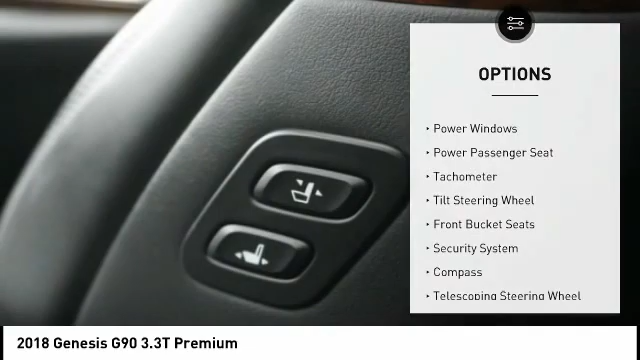 OPTIONS
‣ Power Windows
‣ Power Passenger Seat
‣ Tachometer
‣ Tilt Steering Wheel
‣ Front Bucket Seats
‣ Security System
‣ Compass
‣ Telescoping Steering Wheel
2018 Genesis G90 3.3T Premium